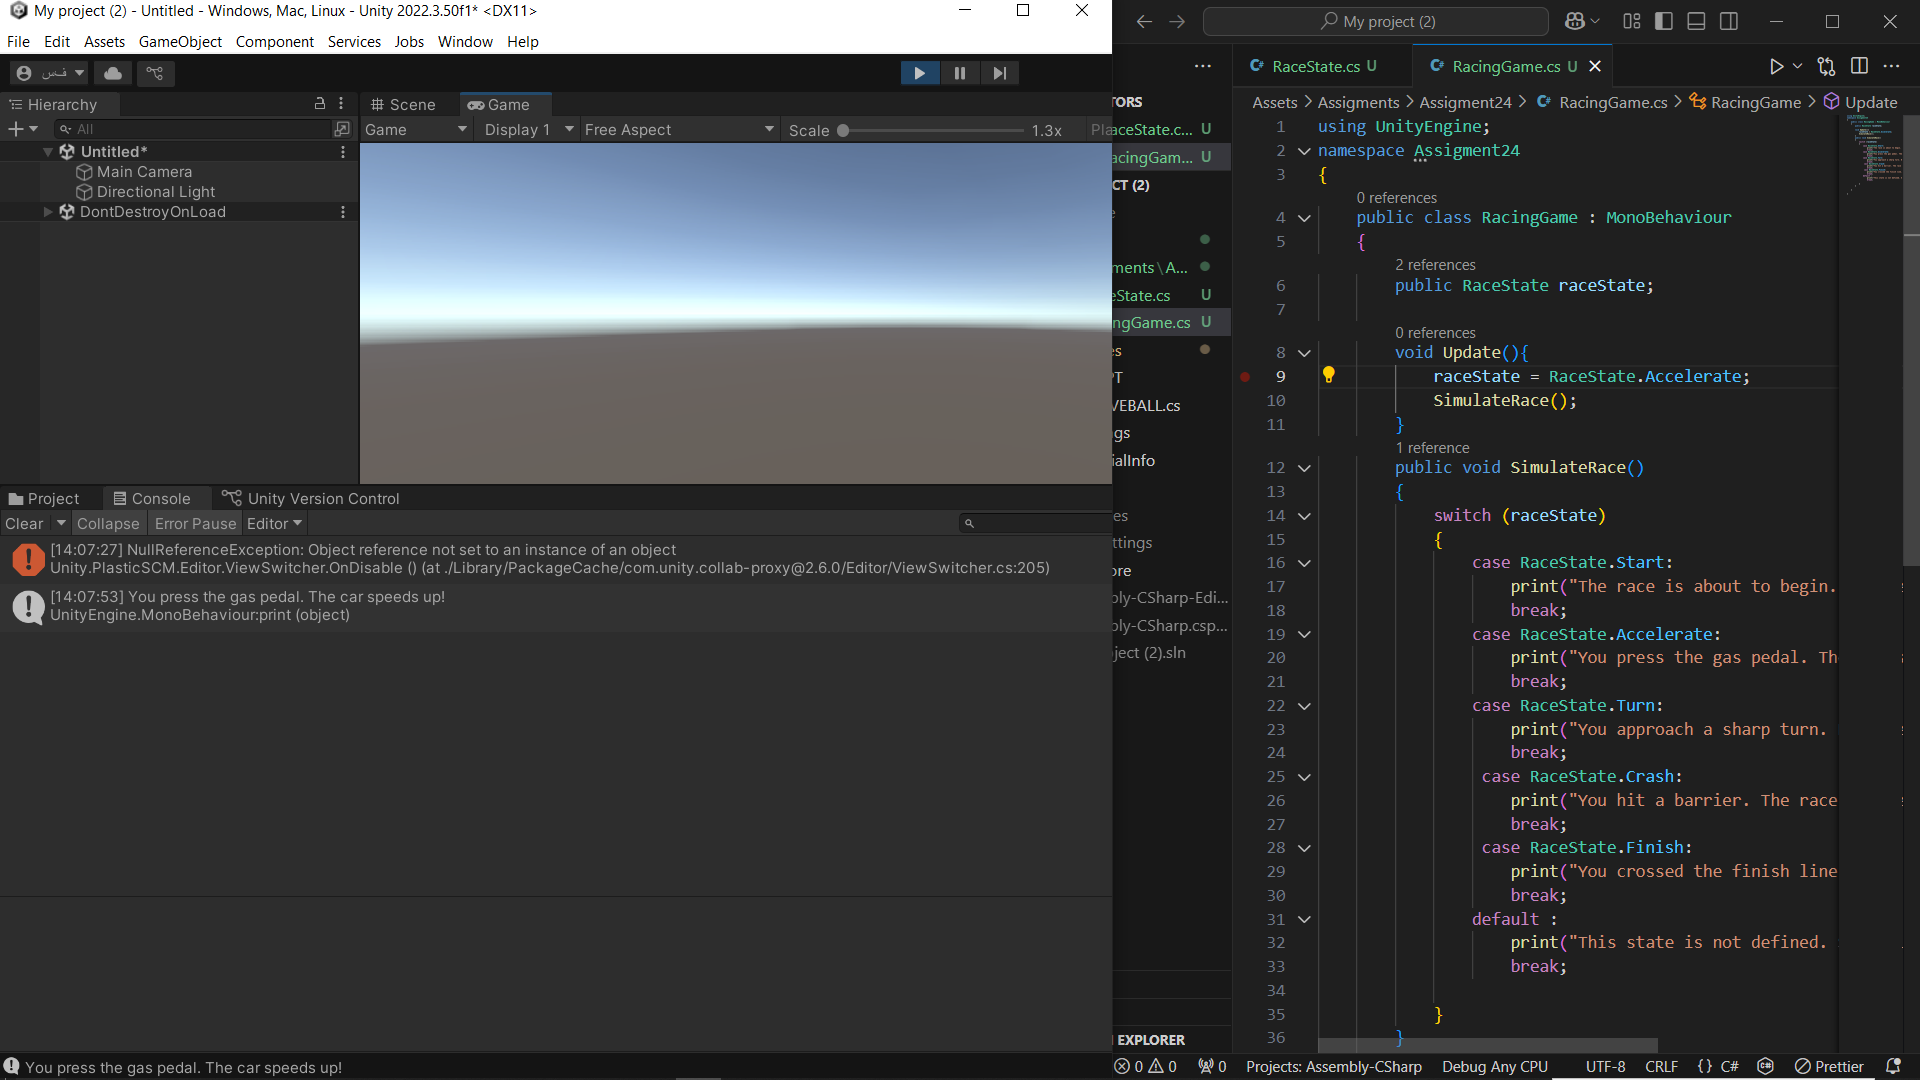 My project (2) - Untitled - Windows, Mac, Linux - Unity 2022.3.50f1* <DX11>
File Edit Assets GameObject Component Services Jobs Window Help
Hierarchy
All
Untitled*
Main Camera
Directional Light
DontDestroyOnLoad
Scene Game
Game Display 1 Free Aspect Scale 1.3x
Project Console Unity Version Control
Clear Collapse Error Pause Editor
[14:07:27] NullReferenceException: Object reference not set to an instance of an object
Unity.PlasticSCM.Editor.ViewSwitcher.OnDisable () (at ./Library/PackageCache/com.unity.collab-proxy@2.6.0/Editor/ViewSwitcher.cs:205)
[14:07:53] You press the gas pedal. The car speeds up!
UnityEngine.MonoBehaviour:print (object)
You press the gas pedal. The car speeds up!
My project (2)
RaceState.cs U RacingGame.cs U
Assets > Assigments > Assigment24 > RacingGame.cs > RacingGame > Update
TORS
aceState.c... U
acingGam... U
CT (2)
ments\A...
eState.cs U
ngGame.cs U
es
PT
VEBALL.cs
gs
ialInfo
es
ttings
ore
bly-CSharp-Edi...
bly-CSharp.csp...
ject (2).sln
EXPLORER
1 using UnityEngine;
2 namespace Assigment24
3 {
0 references
4 public class RacingGame : MonoBehaviour
5 {
2 references
6 public RaceState raceState;
7
0 references
8 void Update(){
9 raceState = RaceState.Accelerate;
10 SimulateRace();
11 }
1 reference
12 public void SimulateRace()
13 {
14 switch (raceState)
15 {
16 case RaceState.Start:
17 print("The race is about to begin.
18 break;
19 case RaceState.Accelerate:
20 print("You press the gas pedal. Th
21 break;
22 case RaceState.Turn:
23 print("You approach a sharp turn.
24 break;
25 case RaceState.Crash:
26 print("You hit a barrier. The race
27 break;
28 case RaceState.Finish:
29 print("You crossed the finish line
30 break;
31 default :
32 print("This state is not defined.
33 break;
34
35 }
36 }
0 0 0 Projects: Assembly-CSharp Debug Any CPU UTF-8 CRLF {} C# Prettier